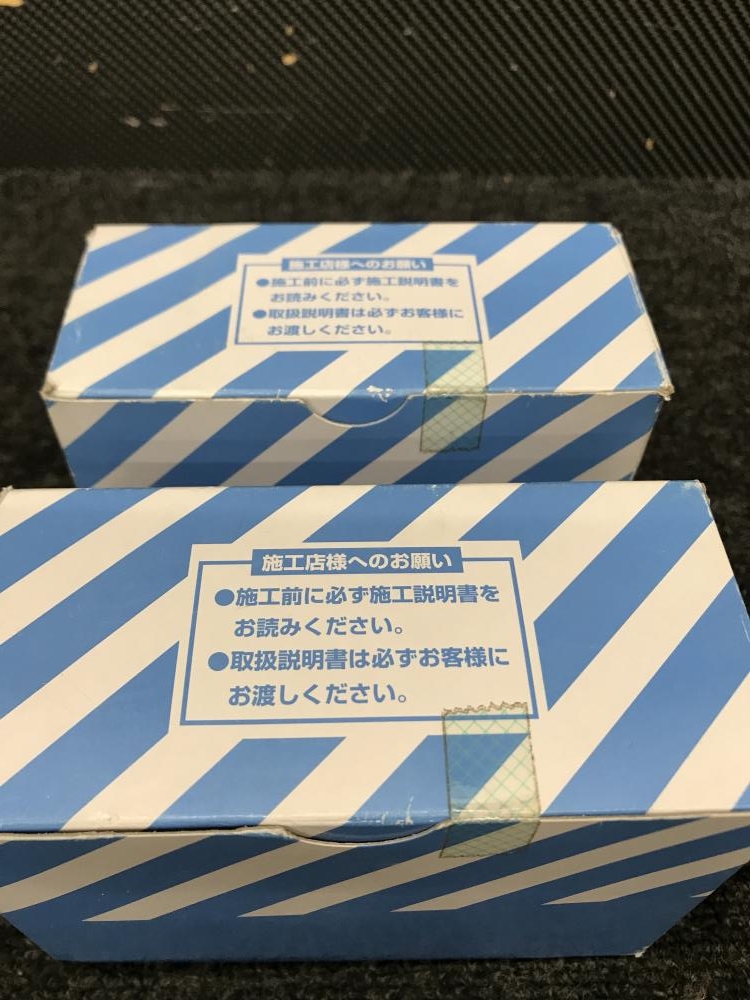 施工店様へのお願い
●施工前に必ず施工説明書を
お読みください。
●取扱説明書は必ずお客様に
お渡しください。
施工店様へのお願い
●施工前に必ず施工説明書を
お読みください。
●取扱説明書は必ずお客様に
お渡しください。